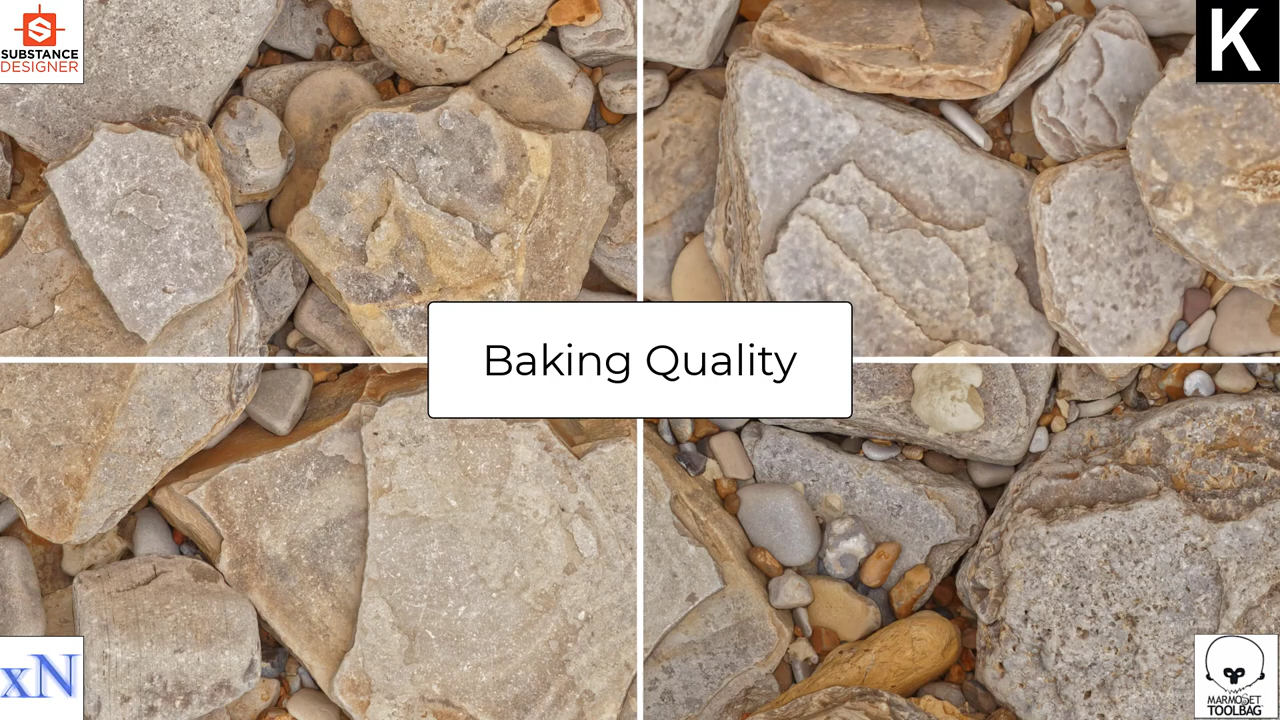 SUBSTANCE
DESIGNER
K
Baking Quality
xN
MARMOSET
TOOLBAG